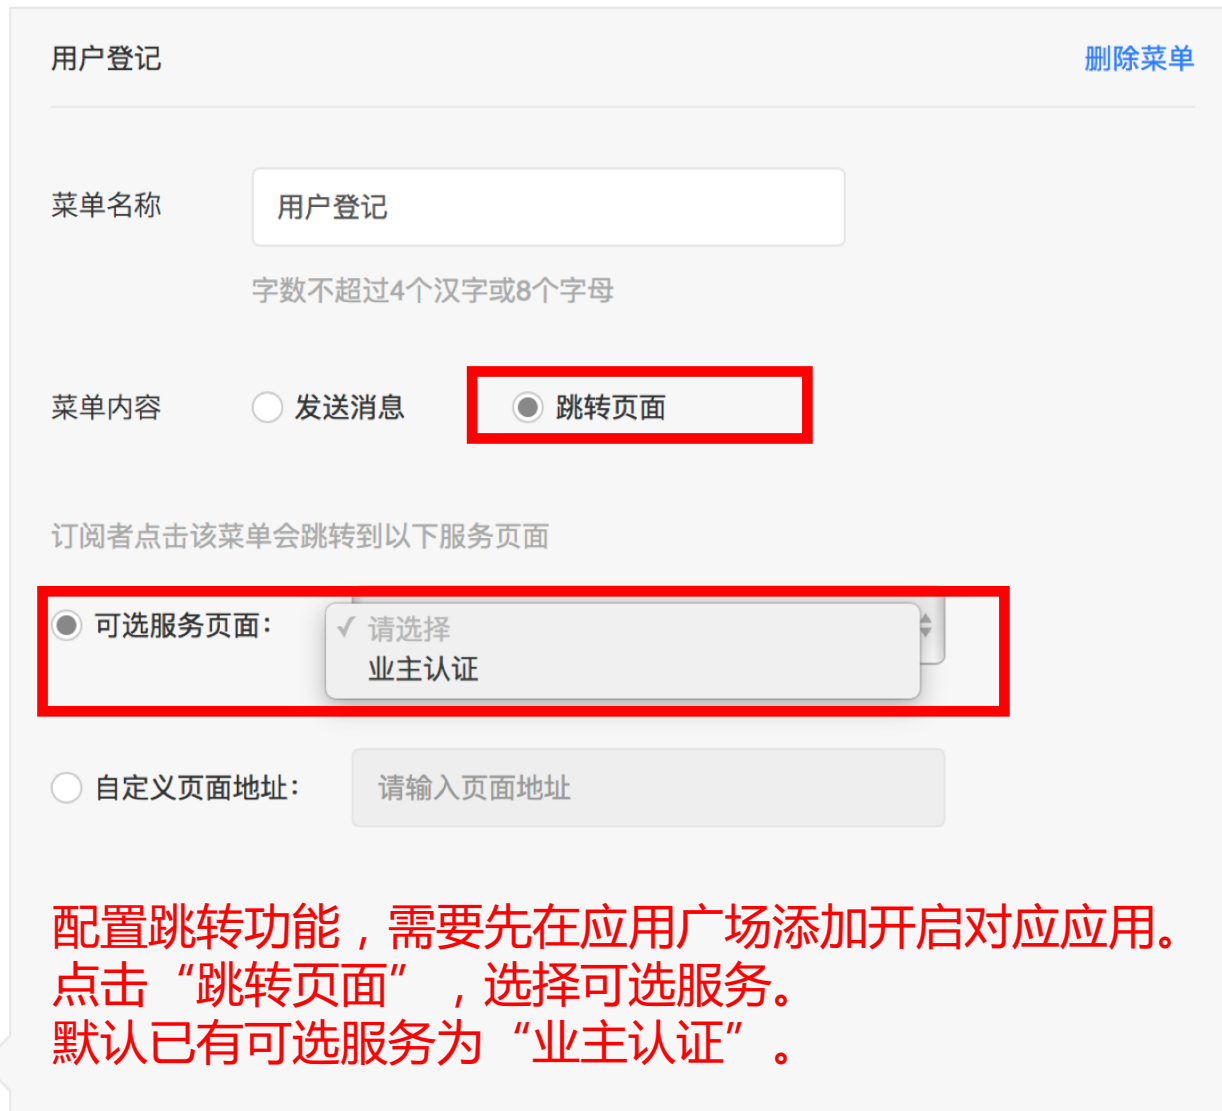 用户登记
删除菜单
菜单名称
用户登记
字数不超过4个汉字或8个字母
菜单内容
发送消息
跳转页面
订阅者点击该菜单会跳转到以下服务页面
可选服务页面：
✓ 请选择
业主认证
自定义页面地址：
请输入页面地址
配置跳转功能，需要先在应用广场添加开启对应应用。
点击“跳转页面”，选择可选服务。
默认已有可选服务为“业主认证”。